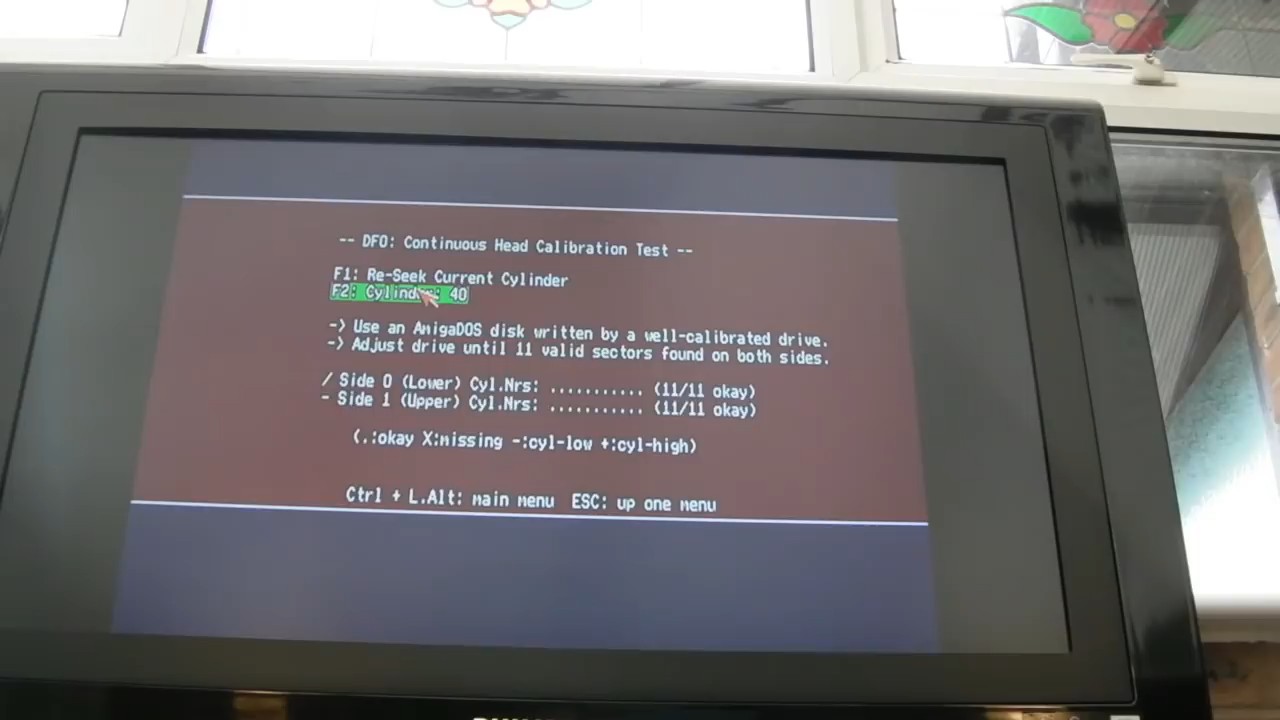 -- DF0: Continuous Head Calibration Test --
F1: Re-Seek Current Cylinder
F2: Cylinder: 40
-> Use an AmigaDOS disk written by a well-calibrated drive.
-> Adjust drive until 11 valid sectors found on both sides.
/ Side 0 (Lower) Cyl.Nrs: ........... (11/11 okay)
- Side 1 (Upper) Cyl.Nrs: ........... (11/11 okay)
(.:okay X:missing -:cyl-low +:cyl-high)
Ctrl + L.Alt: main menu  ESC: up one menu